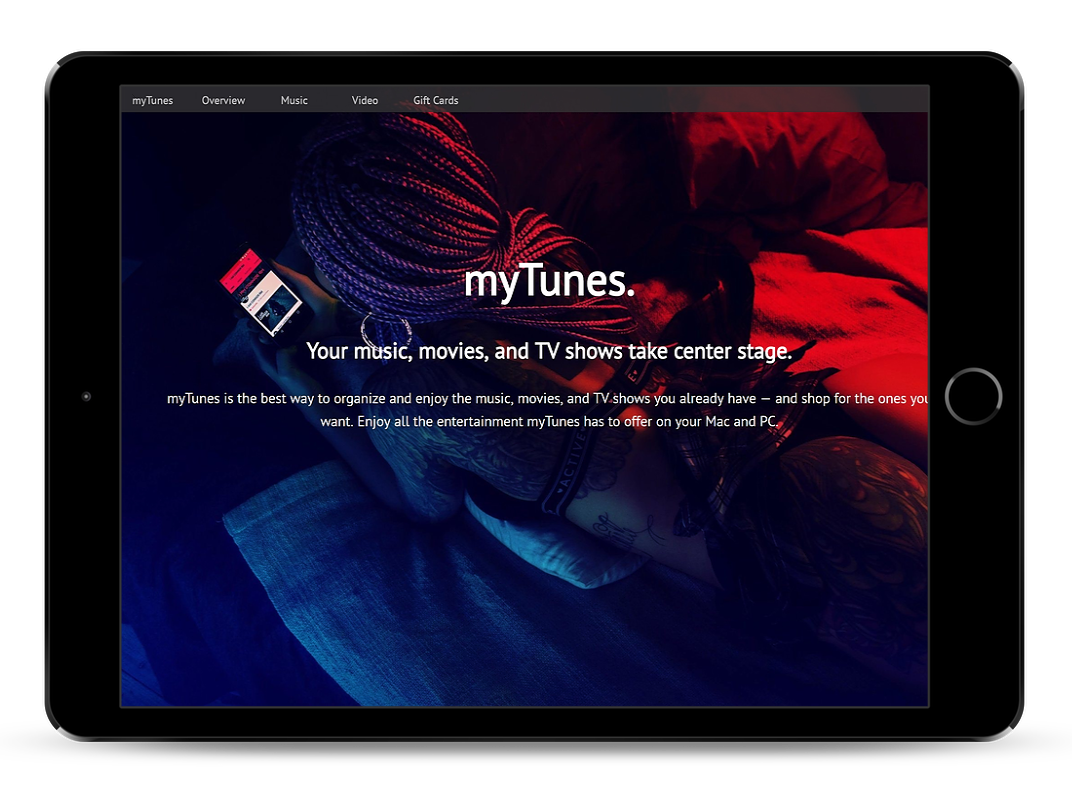 myTunes Overview Music Video Gift Cards
myTunes.
Your music, movies, and TV shows take center stage.
myTunes is the best way to organize and enjoy the music, movies, and TV shows you already have — and shop for the ones you
want. Enjoy all the entertainment myTunes has to offer on your Mac and PC.
ACTIVE